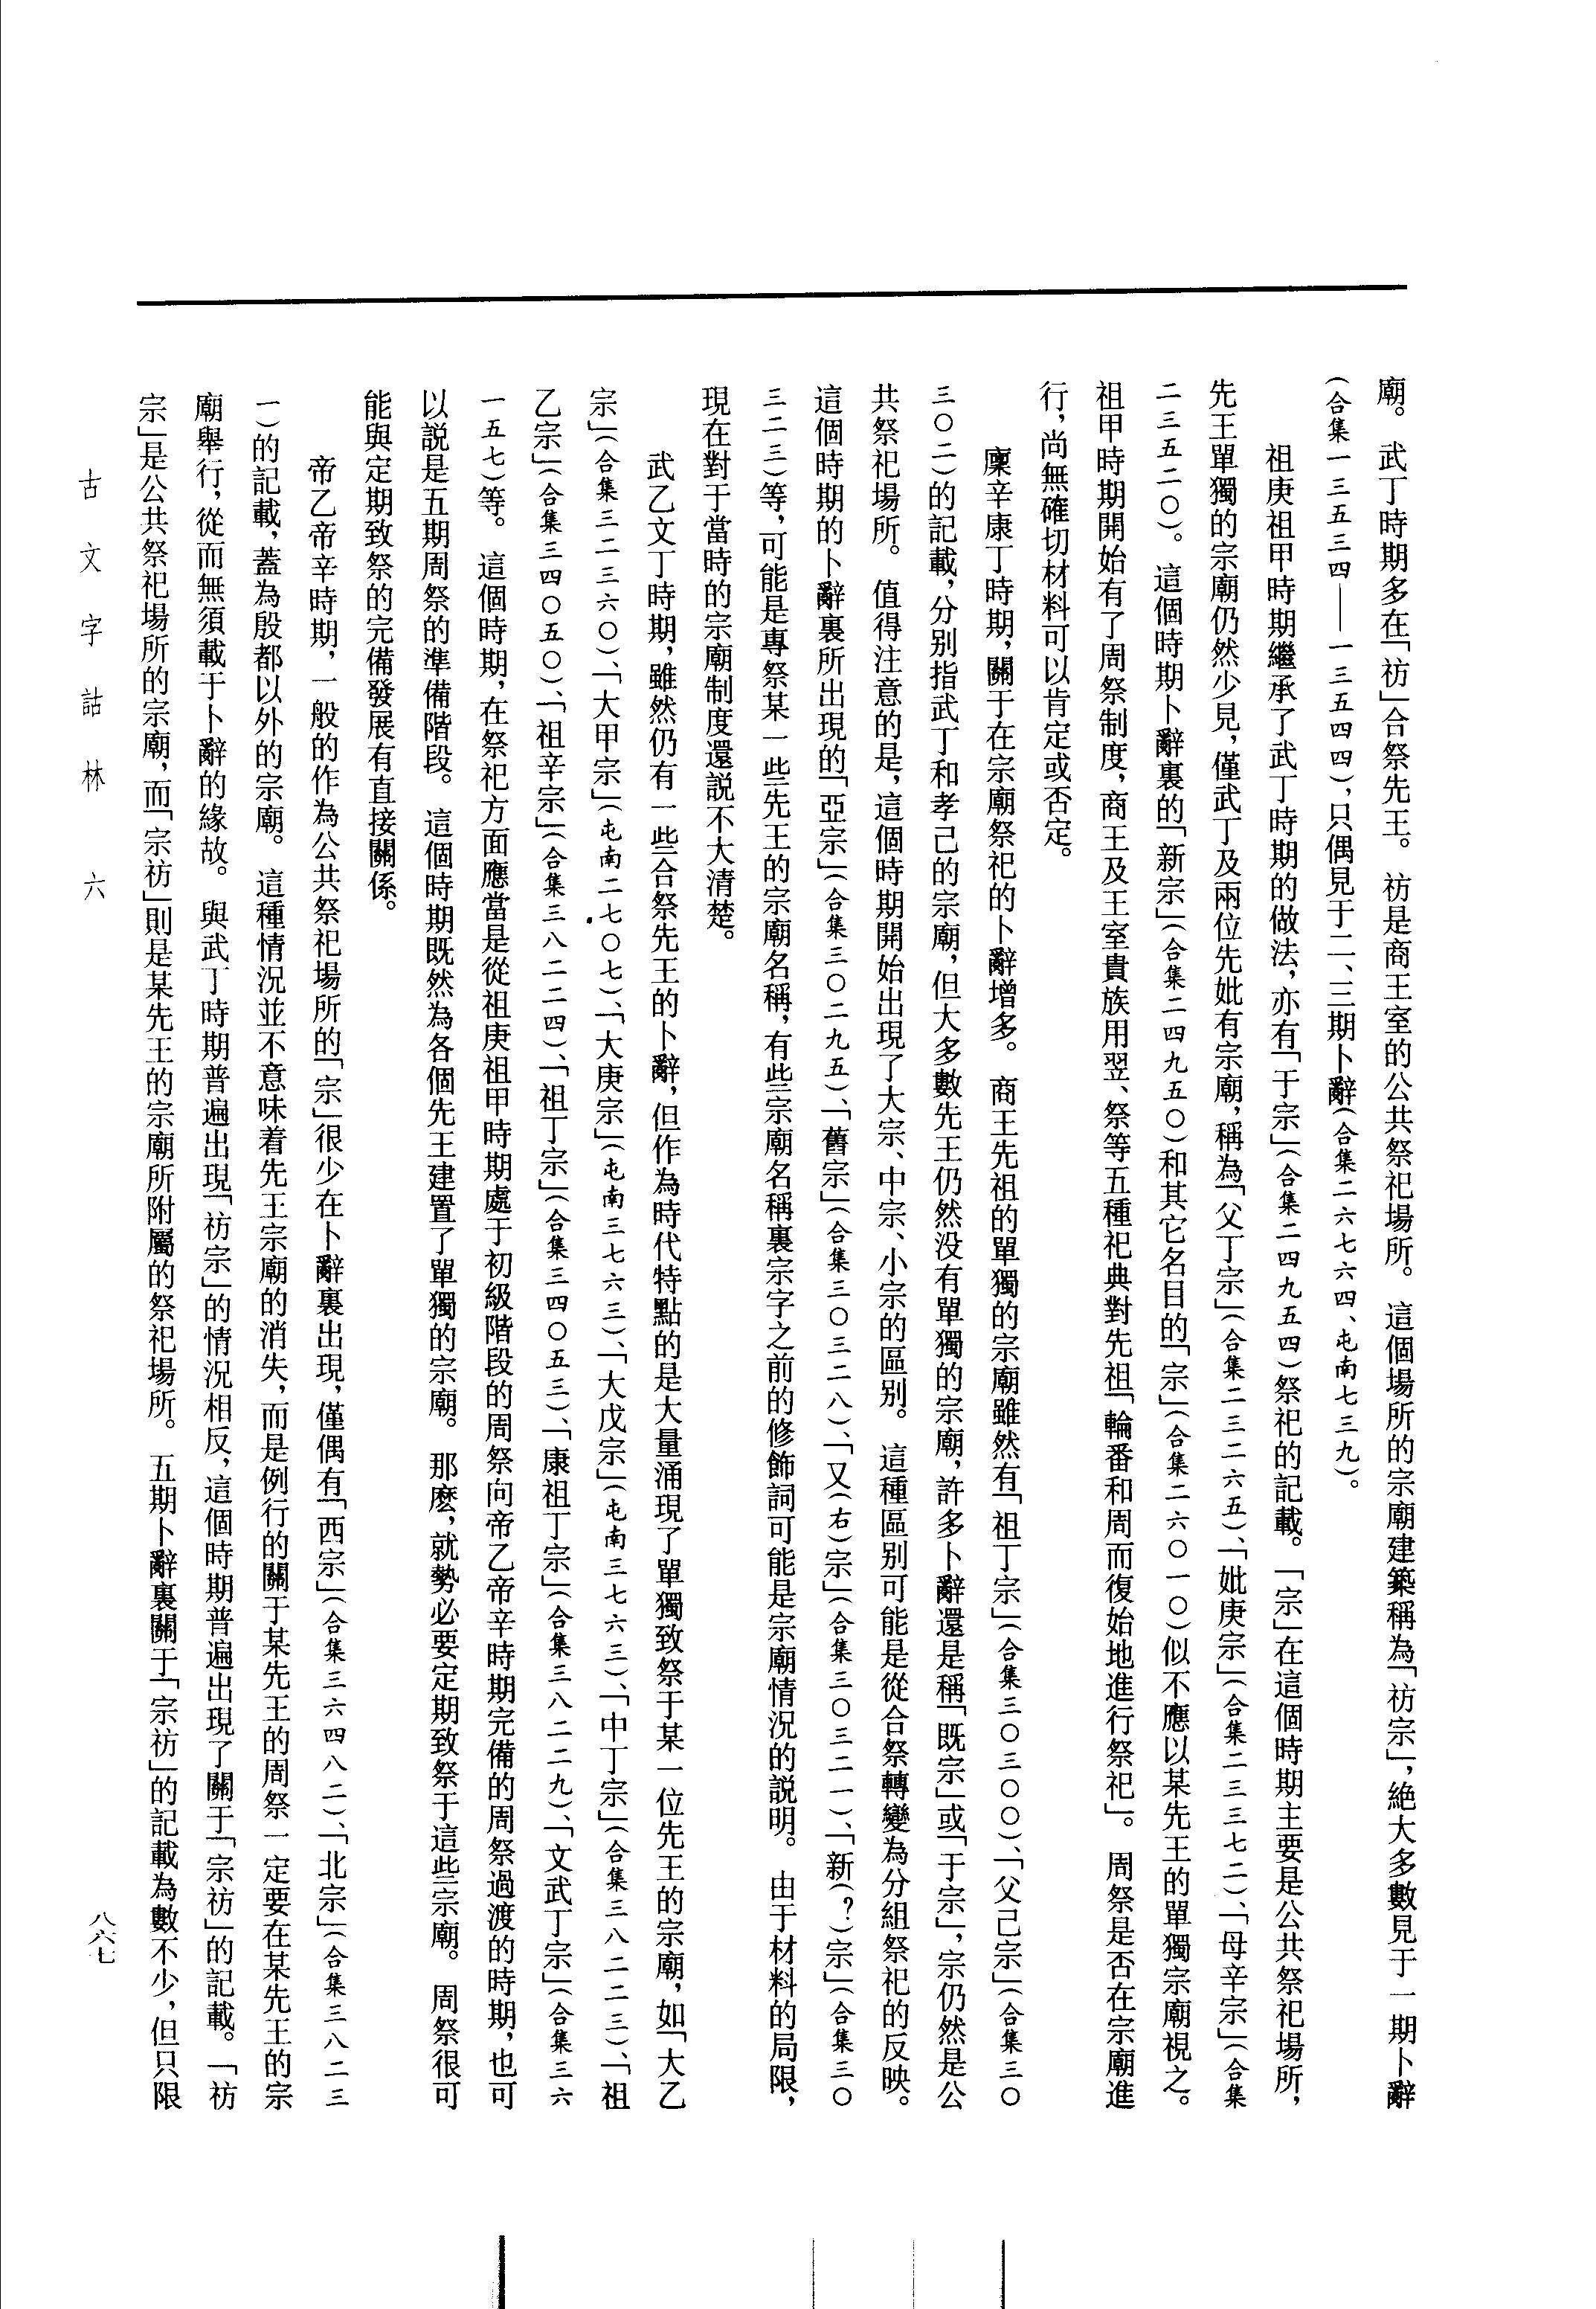 廟。武丁時期多在「祊」合祭先王。祊是商王室的公共祭祀場所。這個場所的宗廟建築稱為「祊宗」，絕大多數見于一期卜辭
（合集一三五三四——一三五四四），只偶見于二、三期卜辭（合集二六七六四、屯南七三九）。
祖庚祖甲時期繼承了武丁時期的做法，亦有「于宗」（合集二四九五四）祭祀的記載。「宗」在這個時期主要是公共祭祀場所，
先王單獨的宗廟仍然少見，僅武丁及兩位先妣有宗廟，稱為「父丁宗」（合集二三二六五）、「妣庚宗」（合集二三三七二）、「母辛宗」（合集
二三五二〇）。這個時期卜辭裏的「新宗」（合集二四九五〇）和其它名目的「宗」（合集二六〇一〇）似不應以某先王的單獨宗廟視之。
祖甲時期開始有了周祭制度，商王及王室貴族用翌、祭等五種祀典對先祖「輪番和周而復始地進行祭祀」。周祭是否在宗廟進
行，尚無確切材料可以肯定或否定。
廩辛康丁時期，關于在宗廟祭祀的卜辭增多。商王先祖的單獨的宗廟雖然有「祖丁宗」（合集三〇三〇〇）、「父己宗」（合集三〇
三〇二）的記載，分别指武丁和孝己的宗廟，但大多數先王仍然没有單獨的宗廟，許多卜辭還是稱「既宗」或「于宗」，宗仍然是公
共祭祀場所。值得注意的是，這個時期開始出現了大宗、中宗、小宗的區别。這種區别可能是從合祭轉變為分組祭祀的反映。
這個時期的卜辭裏所出現的「亞宗」（合集三〇二九五）、「舊宗」（合集三〇三二八）、「又（右）宗」（合集三〇三二一）、「新（？）宗」（合集三〇
三二三）等，可能是專祭某一些先王的宗廟名稱，有些宗廟名稱裏宗字之前的修飾詞可能是宗廟情況的説明。由于材料的局限，
現在對于當時的宗廟制度還説不大清楚。
武乙文丁時期，雖然仍有一些合祭先王的卜辭，但作為時代特點的是大量涌現了單獨致祭于某一位先王的宗廟，如「大乙
宗」（合集三二三六〇）、「大甲宗」（屯南二七〇七）、「大庚宗」（屯南三七六三）、「大戊宗」（屯南三七六三）、「中丁宗」（合集三八二二三）、「祖
乙宗」（合集三四〇五〇）、「祖辛宗」（合集三八二二四）、「祖丁宗」（合集三四〇五三）、「康祖丁宗」（合集三八二二九）、「文武丁宗」（合集三六
一五七）等。這個時期，在祭祀方面應當是從祖庚祖甲時期處于初級階段的周祭向帝乙帝辛時期完備的周祭過渡的時期，也可
以説是五期周祭的準備階段。這個時期既然為各個先王建置了單獨的宗廟。那麽，就勢必要定期致祭于這些宗廟。周祭很可
能與定期致祭的完備發展有直接關係。
帝乙帝辛時期，一般的作為公共祭祀場所的「宗」很少在卜辭裏出現，僅偶有「西宗」（合集三六四八二）、「北宗」（合集三八二三
一）的記載，蓋為殷都以外的宗廟。這種情況並不意味着先王宗廟的消失，而是例行的關于某先王的周祭一定要在某先王的宗
廟舉行，從而無須載于卜辭的緣故。與武丁時期普遍出現「祊宗」的情況相反，這個時期普遍出現了關于「宗祊」的記載。「祊
宗」是公共祭祀場所的宗廟，而「宗祊」則是某先王的宗廟所附屬的祭祀場所。五期卜辭裏關于「宗祊」的記載為數不少，但只限
古文字詁林 六
八六七